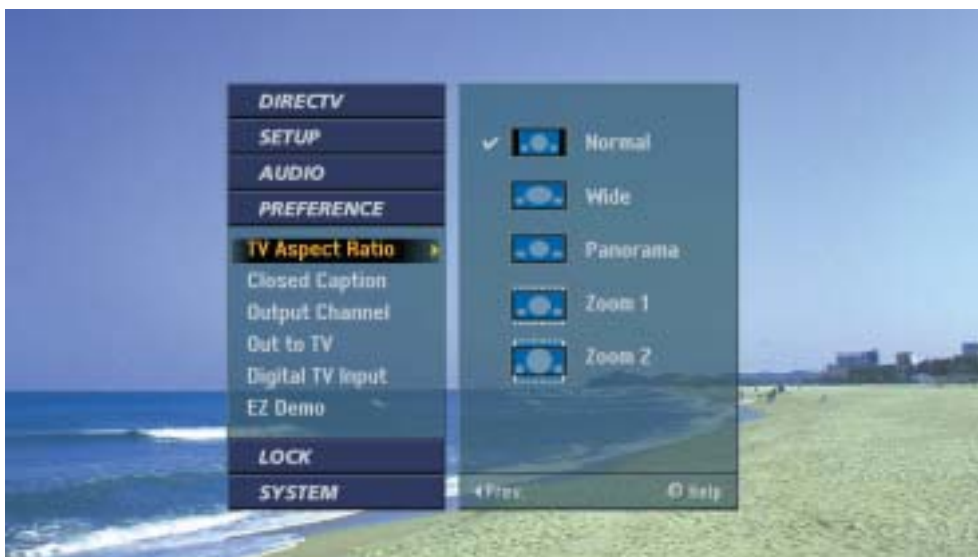 DIRECTV
SETUP
AUDIO
PREFERENCE
TV Aspect Ratio
Closed Caption
Output Channel
Out to TV
Digital TV Input
EZ Demo
LOCK
SYSTEM
Normal
Wide
Panorama
Zoom 1
Zoom 2
Prev. Help